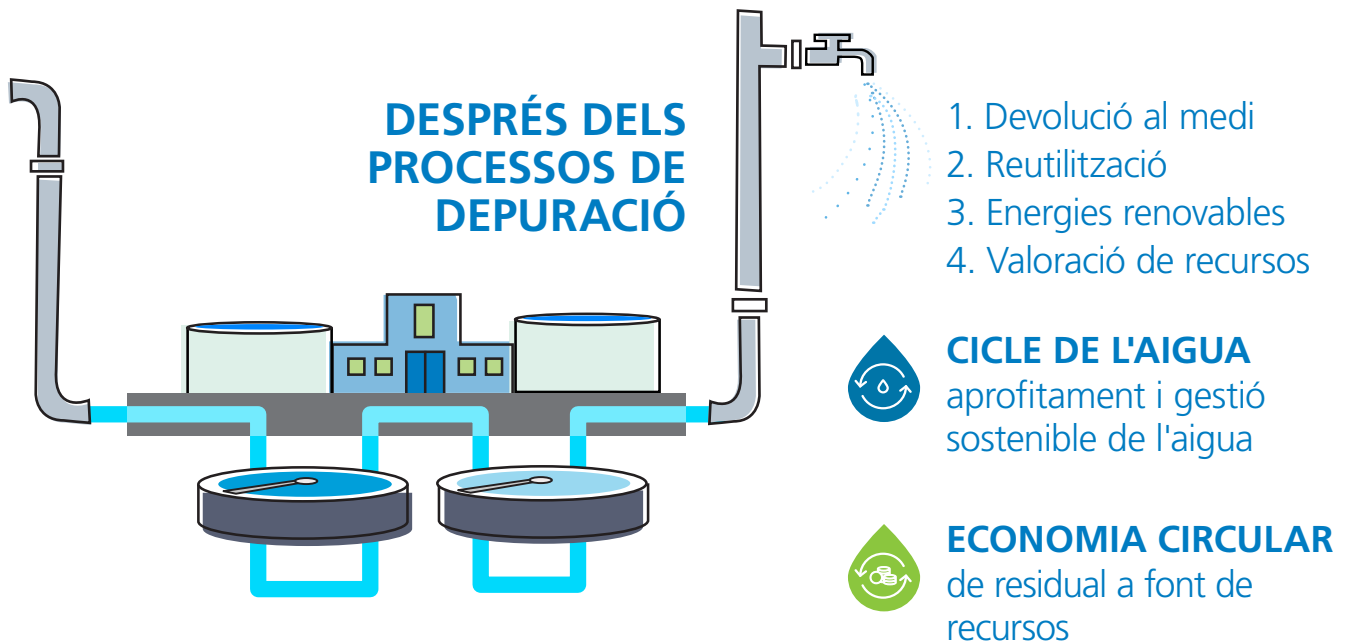 DESPRÉS DELS
PROCESSOS DE
DEPURACIÓ
1. Devolució al medi
2. Reutilització
3. Energies renovables
4. Valoració de recursos
CICLE DE L'AIGUA
aprofitament i gestió
sostenible de l'aigua
ECONOMIA CIRCULAR
de residual a font de
recursos